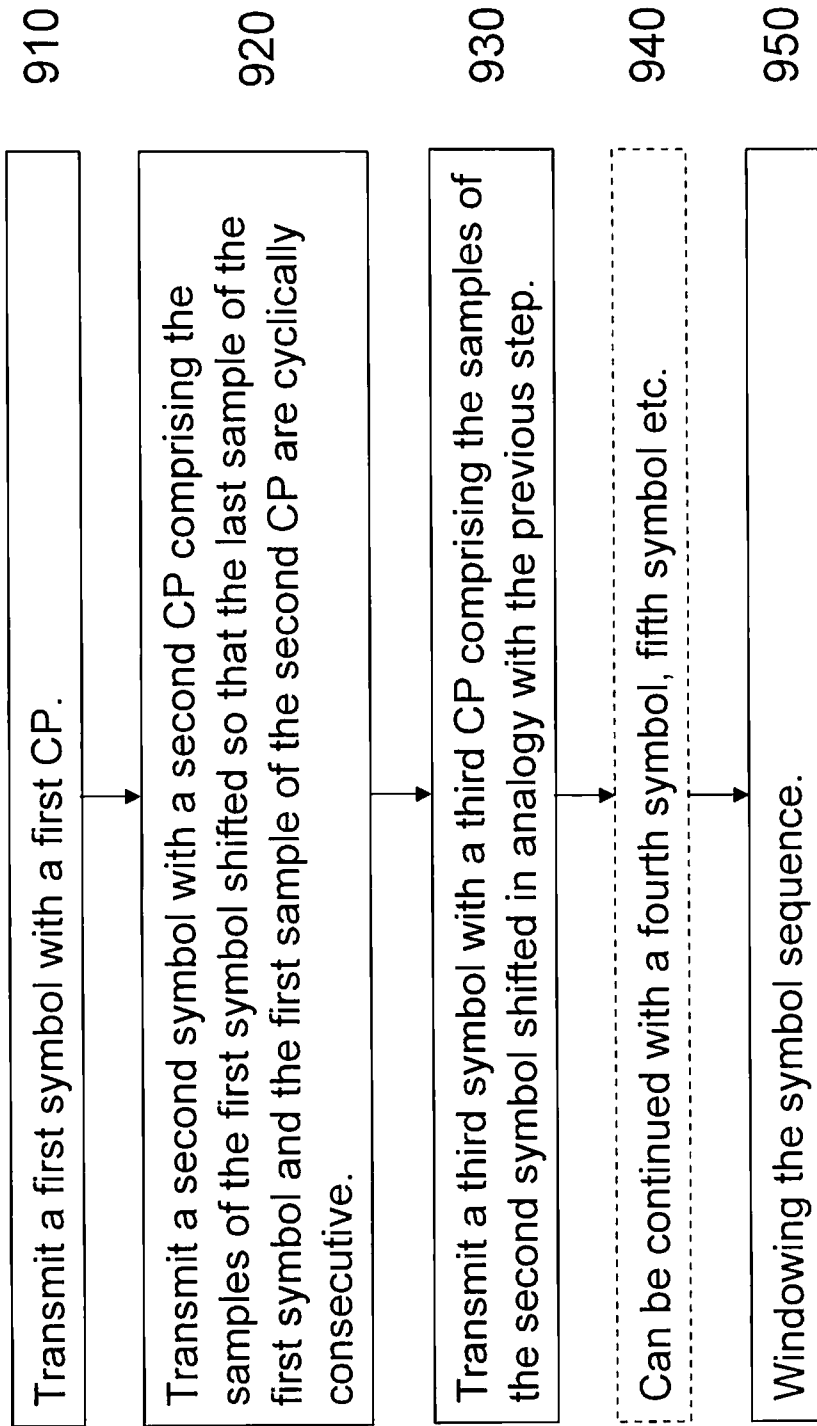 Transmit a first symbol with a first CP.
910
Transmit a second symbol with a second CP comprising the
samples of the first symbol shifted so that the last sample of the
first symbol and the first sample of the second CP are cyclically
consecutive.
920
Transmit a third symbol with a third CP comprising the samples of
the second symbol shifted in analogy with the previous step.
930
Can be continued with a fourth symbol, fifth symbol etc.
940
Windowing the symbol sequence.
950